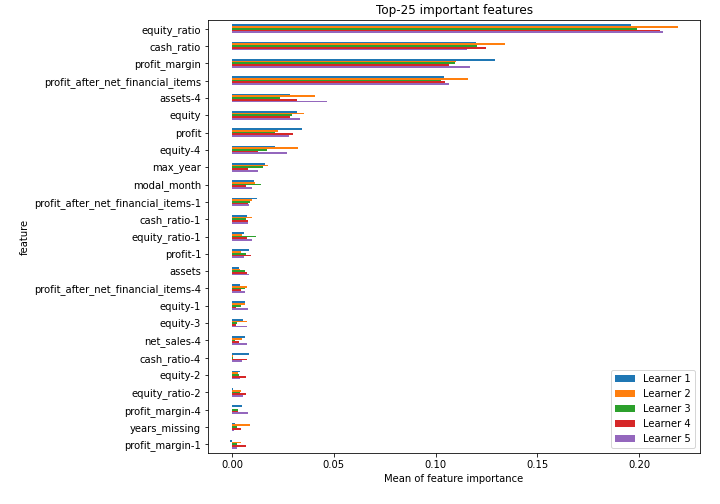 Top-25 important features
equity_ratio
cash_ratio
profit_margin
profit_after_net_financial_items
assets-4
equity
profit
equity-4
max_year
modal_month
profit_after_net_financial_items-1
cash_ratio-1
equity_ratio-1
profit-1
assets
profit_after_net_financial_items-4
equity-1
equity-3
net_sales-4
cash_ratio-4
equity-2
equity_ratio-2
profit_margin-4
years_missing
profit_margin-1
feature
Learner 1
Learner 2
Learner 3
Learner 4
Learner 5
0.00 0.05 0.10 0.15 0.20
Mean of feature importance